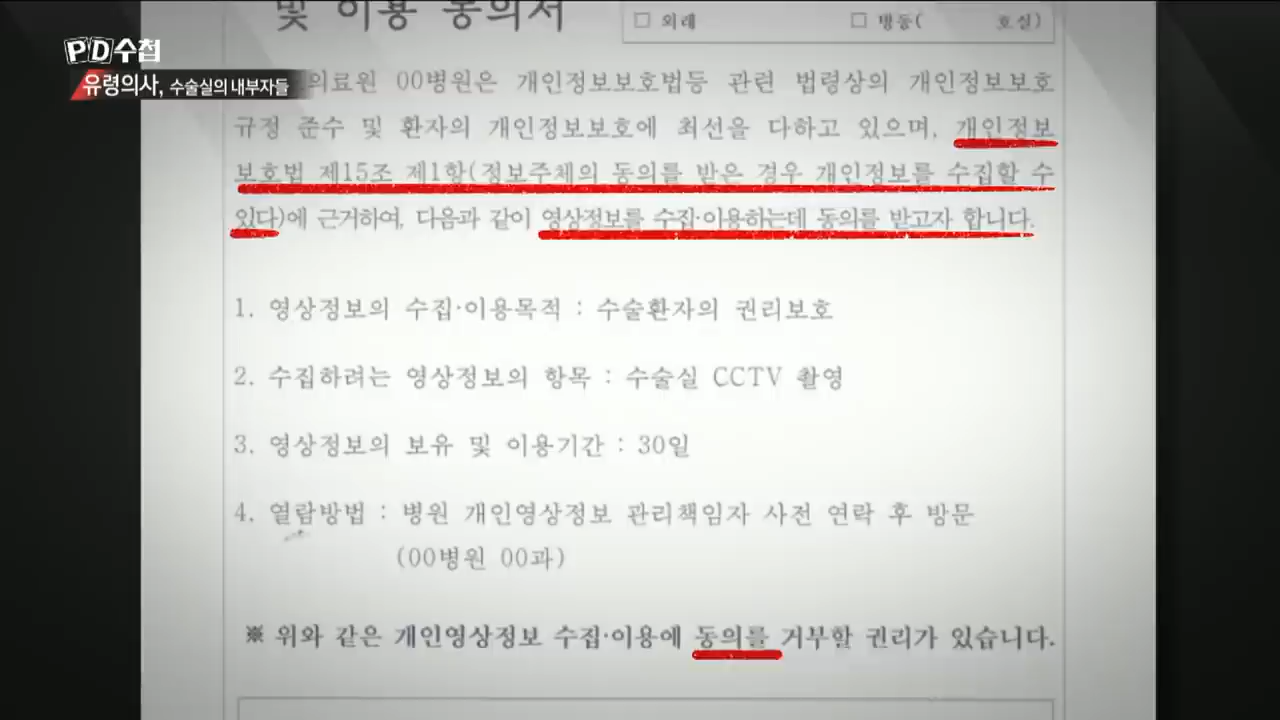 및 이용 동의서
□ 외래 □ 병동( 호실)
PD수첩
유령의사, 수술실의 내부자들
의료원 00병원은 개인정보보호법등 관련 법령상의 개인정보보호
규정 준수 및 환자의 개인정보보호에 최선을 다하고 있으며, 개인정보
보호법 제15조 제1항(정보주체의 동의를 받은 경우 개인정보를 수집할 수
있다)에 근거하여, 다음과 같이 영상정보를 수집·이용하는데 동의를 받고자 합니다.
1. 영상정보의 수집·이용목적 : 수술환자의 권리보호
2. 수집하려는 영상정보의 항목 : 수술실 CCTV 촬영
3. 영상정보의 보유 및 이용기간 : 30일
4. 열람방법 : 병원 개인영상정보 관리책임자 사전 연락 후 방문
(00병원 00과)
※ 위와 같은 개인영상정보 수집·이용에 동의를 거부할 권리가 있습니다.